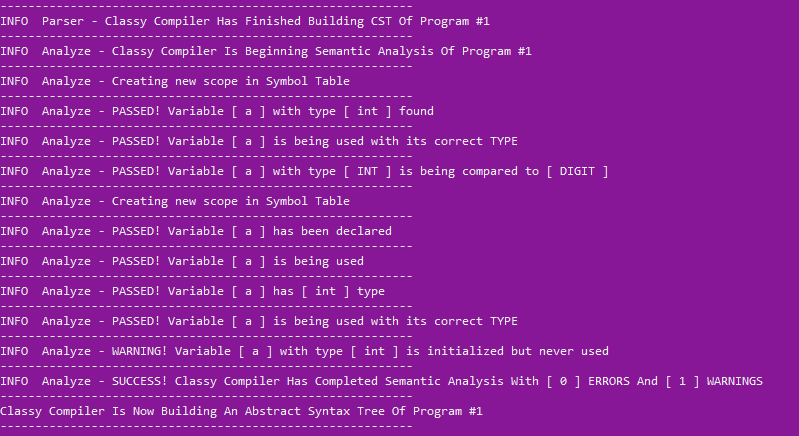 -----------------------------------------------------------
INFO  Parser - Classy Compiler Has Finished Building CST Of Program #1
-----------------------------------------------------------
INFO  Analyze - Classy Compiler Is Beginning Semantic Analysis Of Program #1
-----------------------------------------------------------
INFO  Analyze - Creating new scope in Symbol Table
-----------------------------------------------------------
INFO  Analyze - PASSED! Variable [ a ] with type [ int ] found
-----------------------------------------------------------
INFO  Analyze - PASSED! Variable [ a ] is being used with its correct TYPE
-----------------------------------------------------------
INFO  Analyze - PASSED! Variable [ a ] with type [ INT ] is being compared to [ DIGIT ]
-----------------------------------------------------------
INFO  Analyze - Creating new scope in Symbol Table
-----------------------------------------------------------
INFO  Analyze - PASSED! Variable [ a ] has been declared
-----------------------------------------------------------
INFO  Analyze - PASSED! Variable [ a ] is being used
-----------------------------------------------------------
INFO  Analyze - PASSED! Variable [ a ] has [ int ] type
-----------------------------------------------------------
INFO  Analyze - PASSED! Variable [ a ] is being used with its correct TYPE
-----------------------------------------------------------
INFO  Analyze - WARNING! Variable [ a ] with type [ int ] is initialized but never used
-----------------------------------------------------------
INFO  Analyze - SUCCESS! Classy Compiler Has Completed Semantic Analysis With [ 0 ] ERRORS And [ 1 ] WARNINGS
-----------------------------------------------------------
Classy Compiler Is Now Building An Abstract Syntax Tree Of Program #1
-----------------------------------------------------------